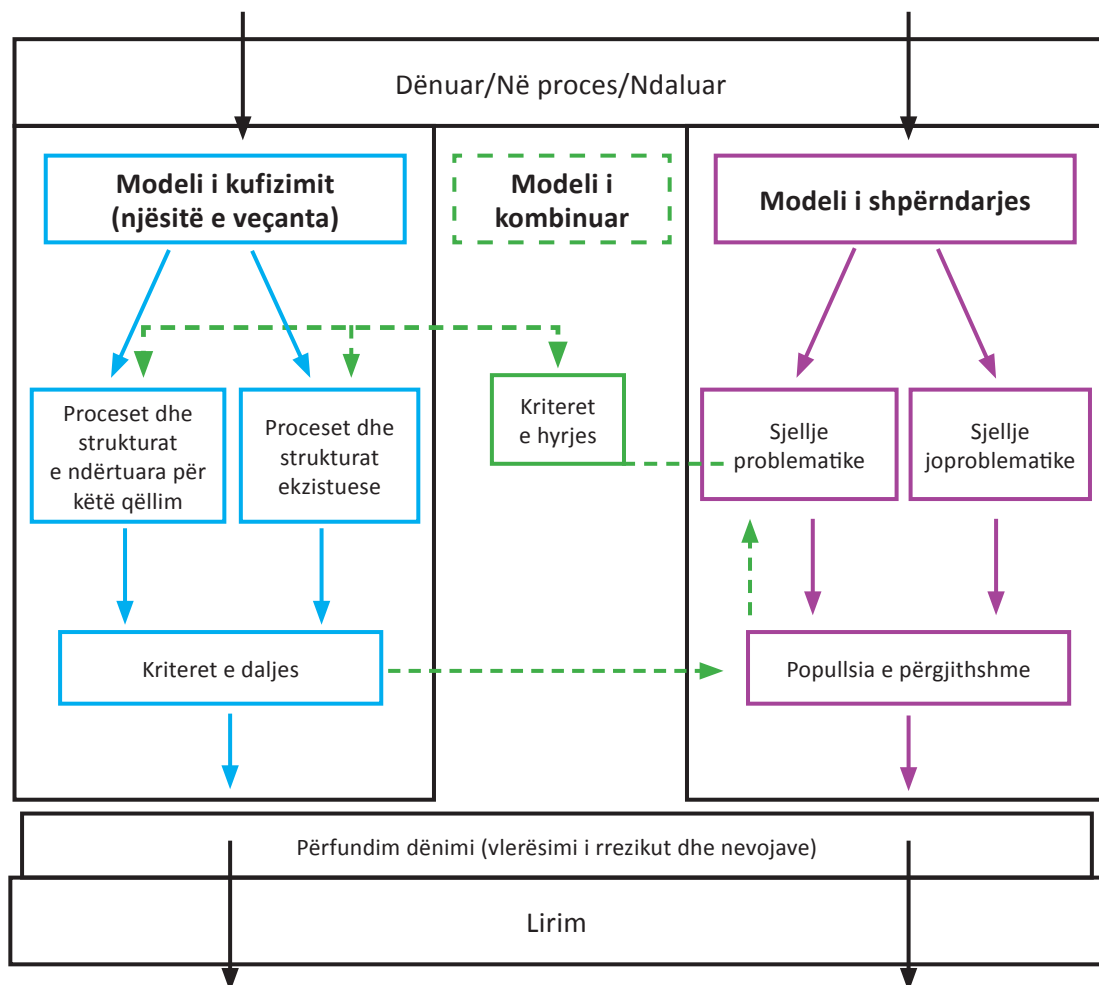 Dënuar/Në proces/Ndaluar
Modeli i kufizimit
(njësitë e veçanta)
Modeli i
kombinuar
Modeli i shpërndarjes
Proceset dhe
strukturat
e ndërtuara për
këtë qëllim
Proceset dhe
strukturat
ekzistuese
Kriteret
e hyrjes
Sjellje
problematike
Sjellje
joproblematike
Kriteret e daljes
Popullsia e përgjithshme
Përfundim dënimi (vlerësimi i rrezikut dhe nevojave)
Lirim